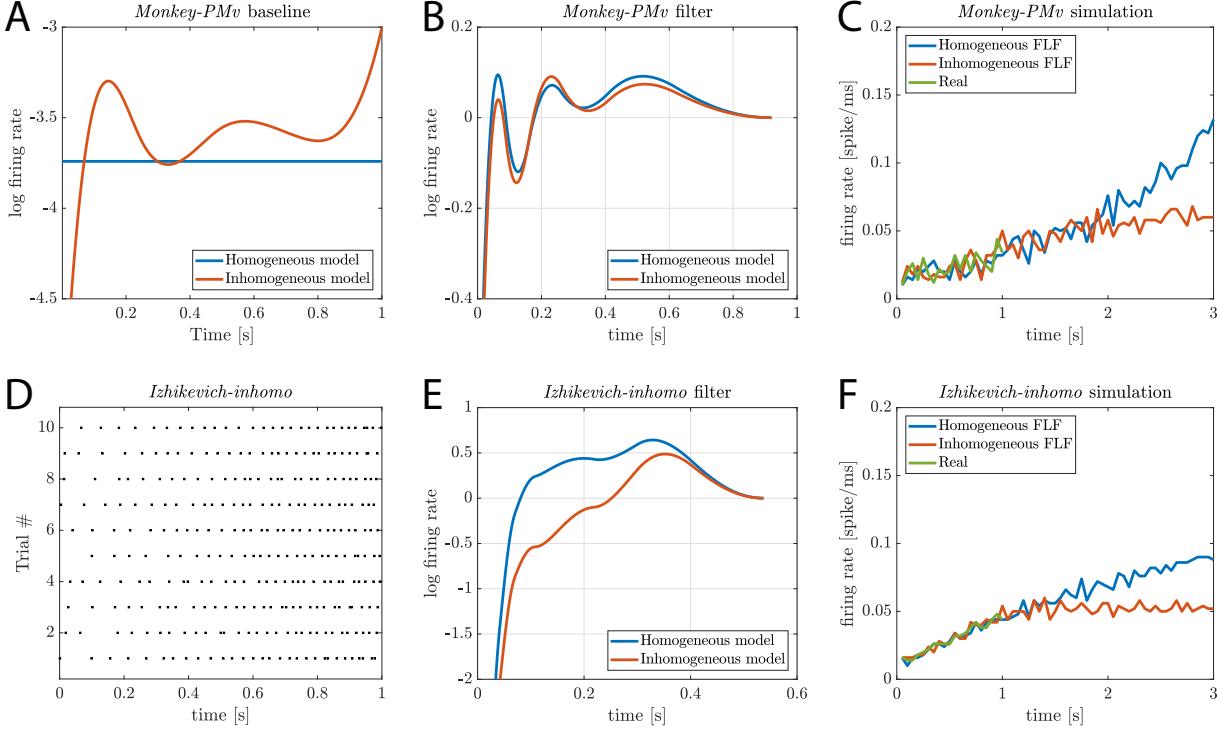 A
Monkey-PMv baseline
log firing rate
-3
-3.5
-4
-4.5
0.2
0.4
0.6
0.8
1
Time [s]
Homogeneous model
Inhomogeneous model
B
Monkey-PMv filter
log firing rate
0.4
0.2
0
-0.2
-0.4
0
0.2
0.4
0.6
0.8
1
time [s]
Homogeneous model
Inhomogeneous model
C
Monkey-PMv simulation
firing rate [spike/ms]
0.2
0.15
0.1
0.05
0
0
1
2
3
time [s]
Homogeneous FLF
Inhomogeneous FLF
Real
D
Izhikevich-inhomo
Trial #
10
8
6
4
2
0
0.2
0.4
0.6
0.8
1
time [s]
E
Izhikevich-inhomo filter
log firing rate
1
0.5
0
-0.5
-1
-1.5
-2
0
0.2
0.4
0.6
time [s]
Homogeneous model
Inhomogeneous model
F
Izhikevich-inhomo simulation
firing rate [spike/ms]
0.2
0.15
0.1
0.05
0
0
1
2
3
time [s]
Homogeneous FLF
Inhomogeneous FLF
Real